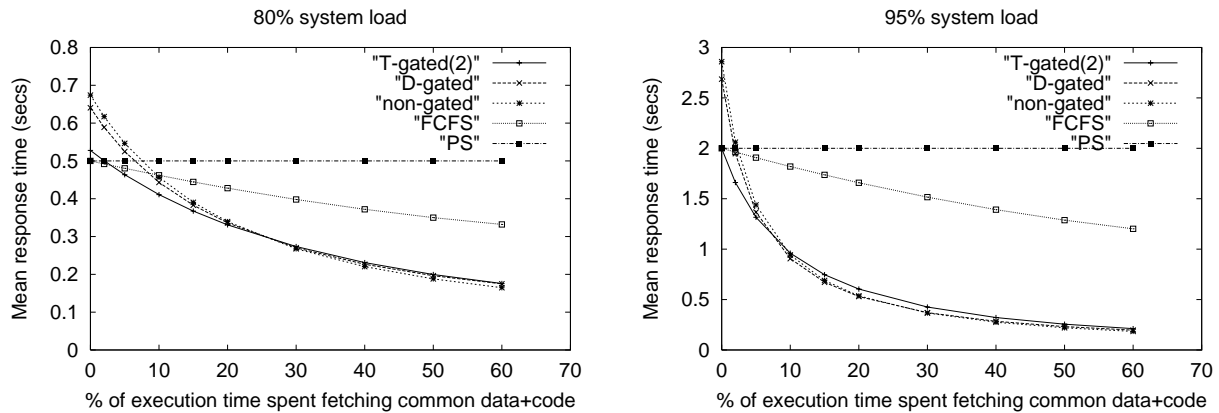 80% system load
0.8
0.7
0.6
0.5
0.4
0.3
0.2
0.1
0
Mean response time (secs)
"T-gated(2)"
"D-gated"
"non-gated"
"FCFS"
"PS"
0 10 20 30 40 50 60 70
% of execution time spent fetching common data+code
95% system load
3
2.5
2
1.5
1
0.5
0
Mean response time (secs)
"T-gated(2)"
"D-gated"
"non-gated"
"FCFS"
"PS"
0 10 20 30 40 50 60 70
% of execution time spent fetching common data+code